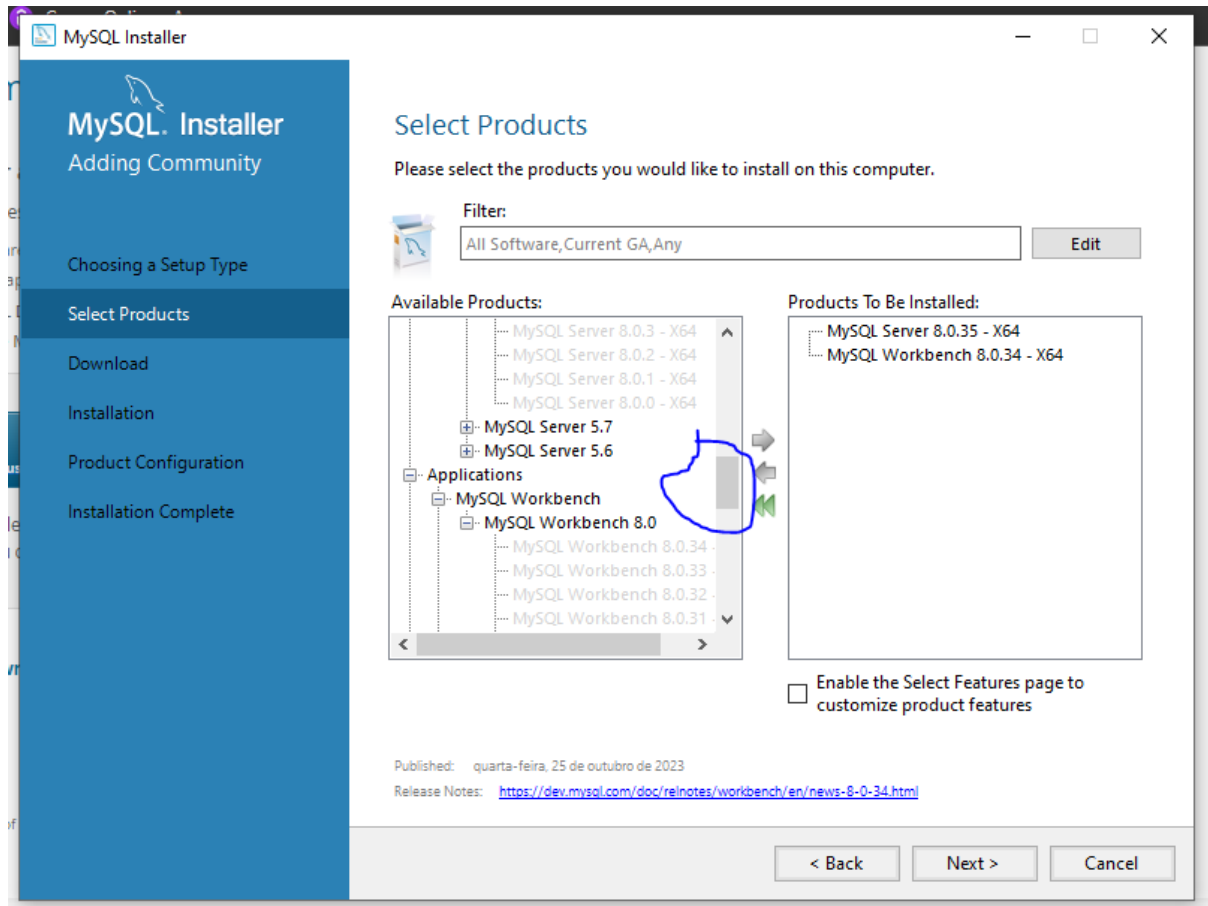 MySQL Installer
MySQL. Installer
Adding Community
Choosing a Setup Type
Select Products
Download
Installation
Product Configuration
Installation Complete
Select Products
Please select the products you would like to install on this computer.
Filter:
All Software,Current GA,Any
Edit
Available Products:
MySQL Server 8.0.3 - X64
MySQL Server 8.0.2 - X64
MySQL Server 8.0.1 - X64
MySQL Server 8.0.0 - X64
MySQL Server 5.7
MySQL Server 5.6
Applications
MySQL Workbench
MySQL Workbench 8.0
MySQL Workbench 8.0.34 -
MySQL Workbench 8.0.33 -
MySQL Workbench 8.0.32 -
MySQL Workbench 8.0.31 -
Products To Be Installed:
MySQL Server 8.0.35 - X64
MySQL Workbench 8.0.34 - X64
Enable the Select Features page to
customize product features
Published: quarta-feira, 25 de outubro de 2023
Release Notes: https://dev.mysql.com/doc/relnotes/workbench/en/news-8-0-34.html
< Back
Next >
Cancel